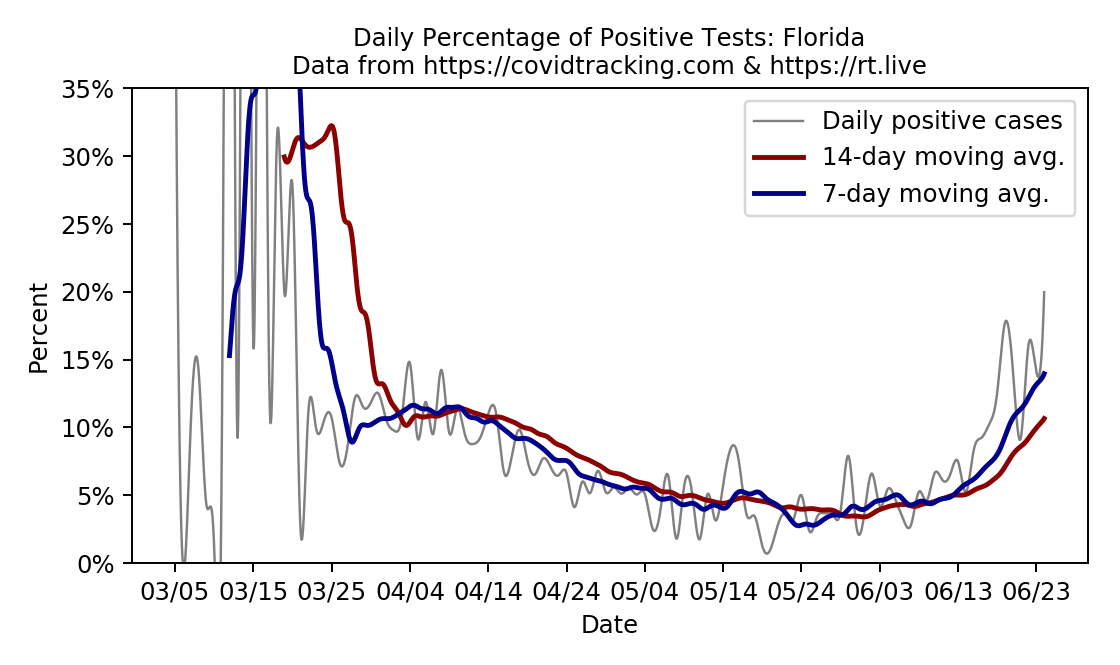 Daily Percentage of Positive Tests: Florida
Data from https://covidtracking.com & https://rt.live
35%
30%
25%
20%
15%
10%
5%
0%
Percent
Daily positive cases
14-day moving avg.
7-day moving avg.
03/05 03/15 03/25 04/04 04/14 04/24 05/04 05/14 05/24 06/03 06/13 06/23
Date